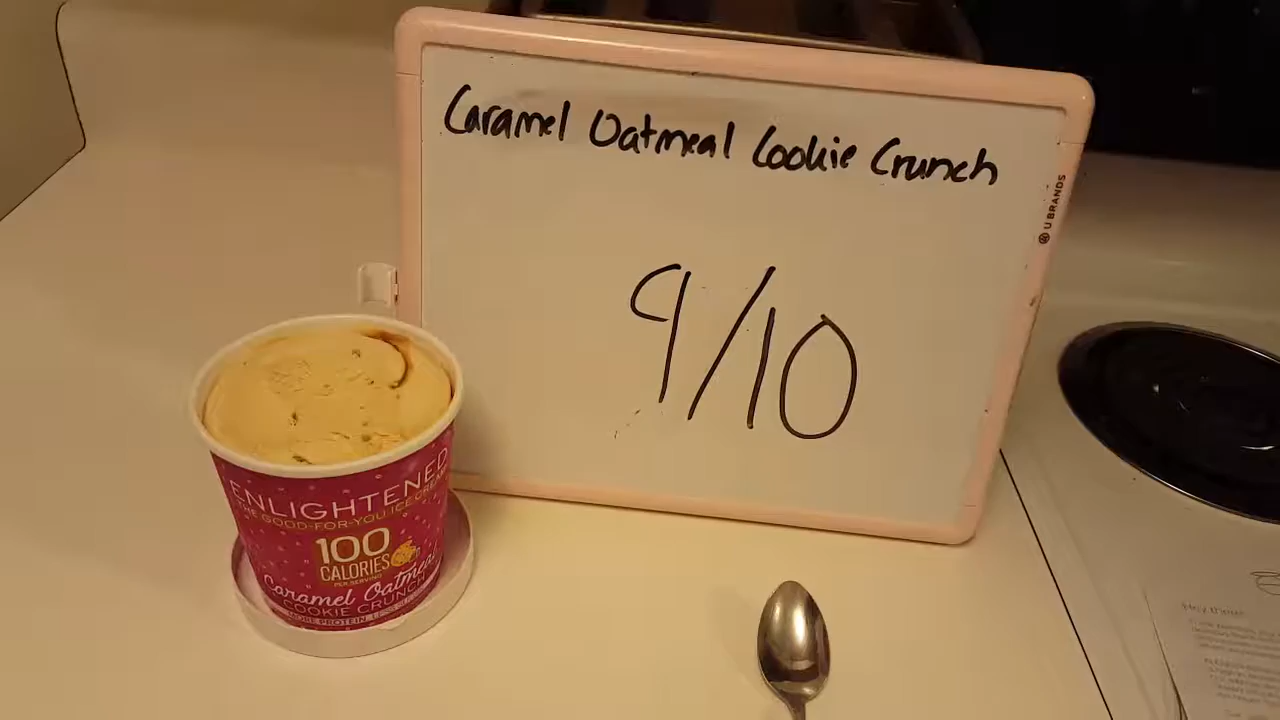 Caramel Oatmeal Cookie Crunch
9/10
U BRANDS
ENLIGHTENED
THE GOOD-FOR-YOU ICE CREAM
100
CALORIES
PER SERVING
Caramel Oatmeal
COOKIE CRUNCH
MORE PROTEIN. LESS